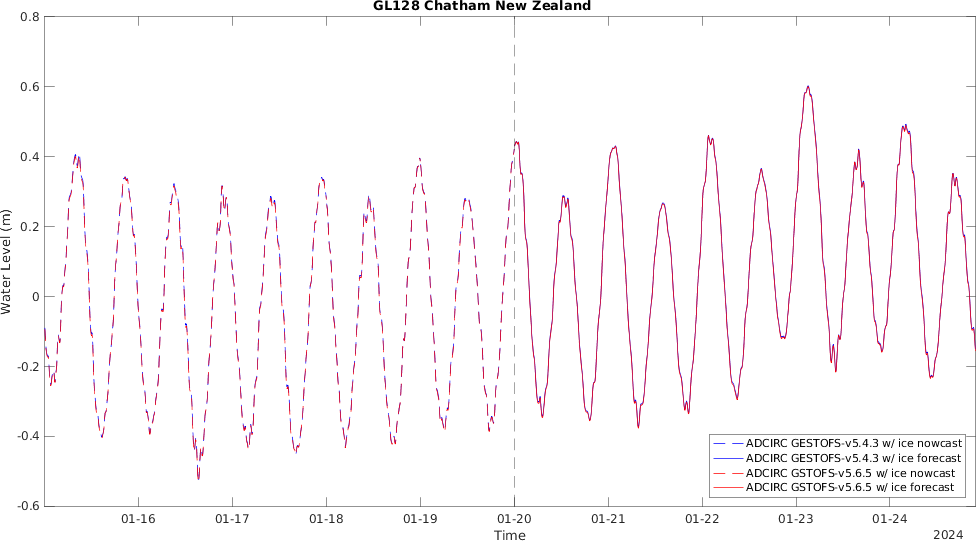 GL128 Chatham New Zealand
0.8
0.6
0.4
0.2
0
-0.2
-0.4
-0.6
Water Level (m)
01-16
01-17
01-18
01-19
01-20
01-21
01-22
01-23
01-24
Time
2024
ADCIRC GESTOFS-v5.4.3 w/ ice nowcast
ADCIRC GESTOFS-v5.4.3 w/ ice forecast
ADCIRC GSTOFS-v5.6.5 w/ ice nowcast
ADCIRC GSTOFS-v5.6.5 w/ ice forecast